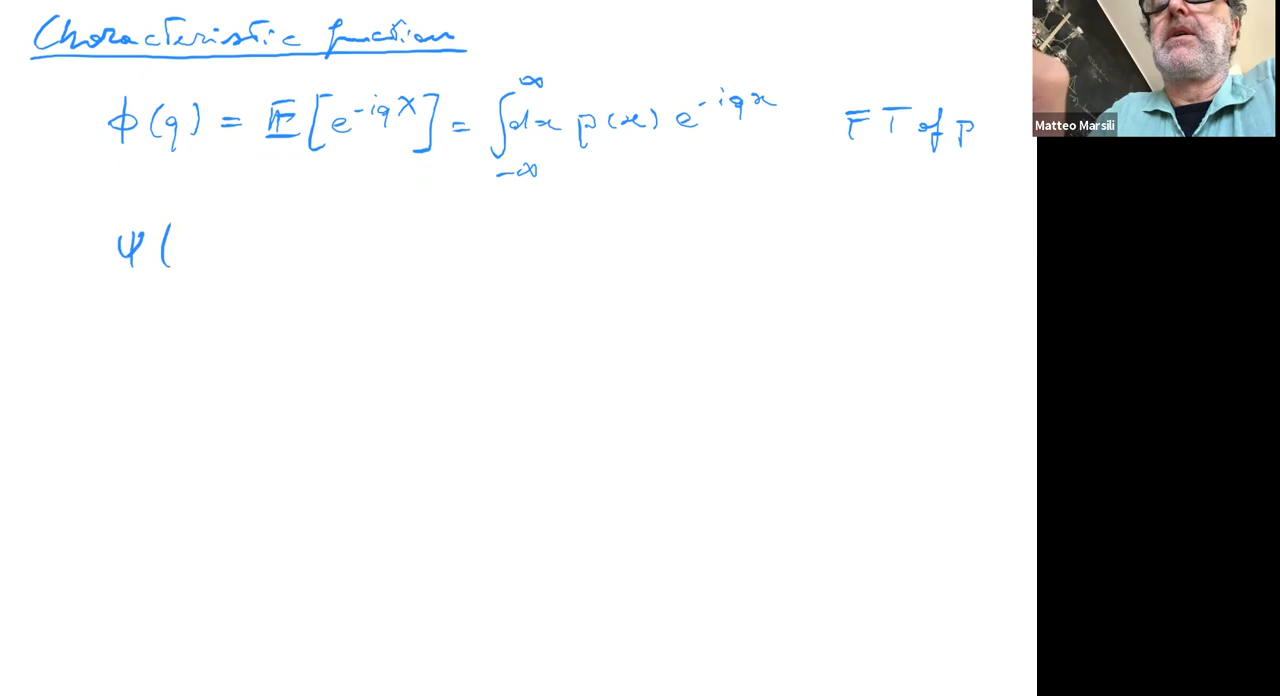 Characteristic function
ϕ(q) = 𝔼[e^{-iqX}] = ∫_{-∞}^{∞} dx p(x) e^{-iqx} FT of p
ψ(
Matteo Marsili